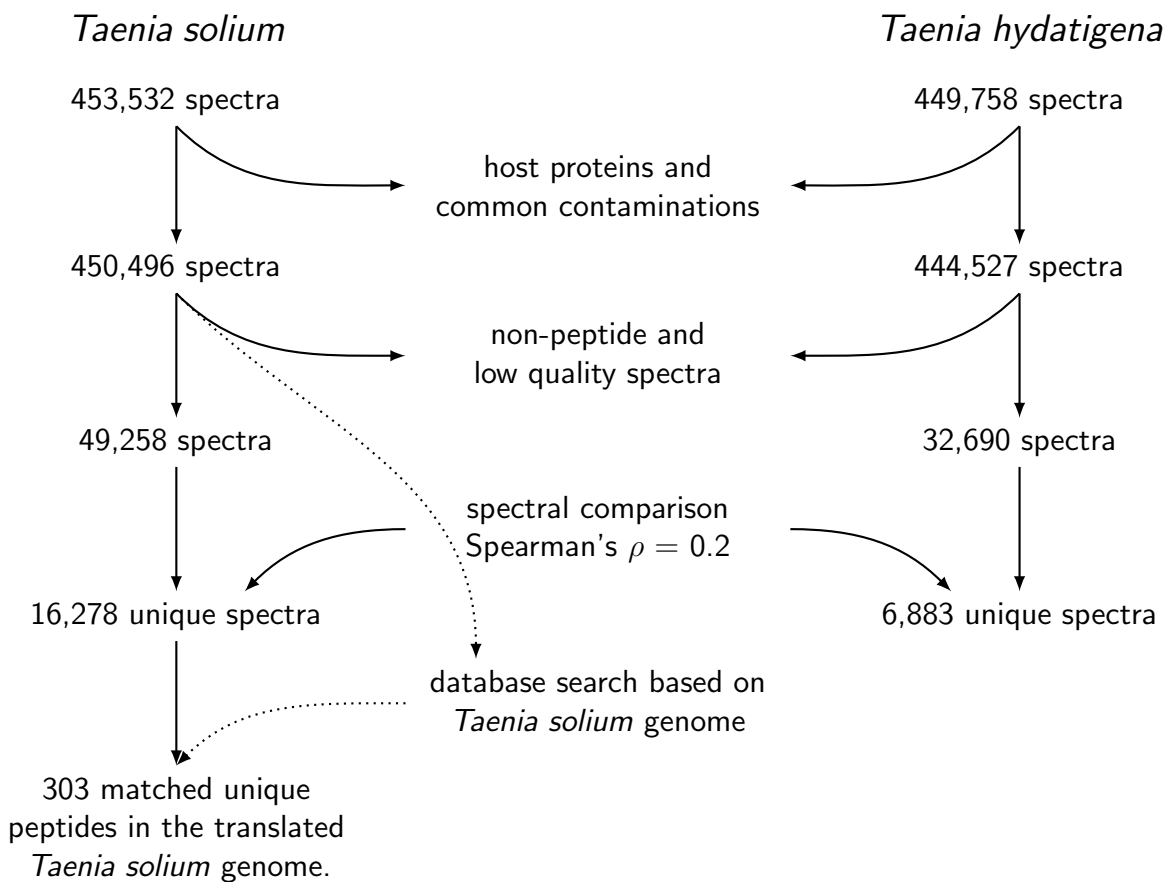 Taenia solium
Taenia hydatigena
453,532 spectra
449,758 spectra
host proteins and
common contaminations
450,496 spectra
444,527 spectra
non-peptide and
low quality spectra
49,258 spectra
32,690 spectra
spectral comparison
Spearman's ρ = 0.2
16,278 unique spectra
6,883 unique spectra
database search based on
Taenia solium genome
303 matched unique
peptides in the translated
Taenia solium genome.